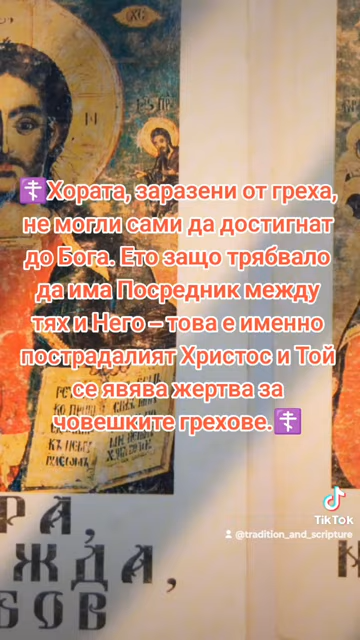 Хората, заразени от греха,
не могли сами да достигнат
до Бога. Ето защо трябвало
да има Посредник между
тях и Него – това е именно
пострадалият Христос и Той
се явява жертва за
човешките грехове.
РА,
ЖДА,
БОВ
TikTok
@tradition_and_scripture